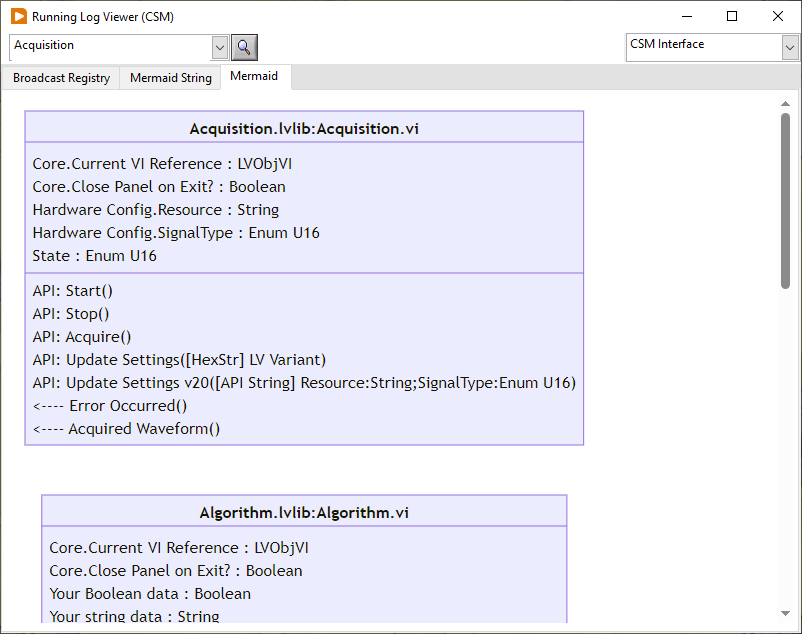 Running Log Viewer (CSM)
Acquisition
CSM Interface
Broadcast Registry
Mermaid String
Mermaid
Acquisition.lvlib:Acquisition.vi
Core.Current VI Reference : LVObjVI
Core.Close Panel on Exit? : Boolean
Hardware Config.Resource : String
Hardware Config.SignalType : Enum U16
State : Enum U16
API: Start()
API: Stop()
API: Acquire()
API: Update Settings([HexStr] LV Variant)
API: Update Settings v20([API String] Resource:String;SignalType:Enum U16)
<---- Error Occurred()
<---- Acquired Waveform()
Algorithm.lvlib:Algorithm.vi
Core.Current VI Reference : LVObjVI
Core.Close Panel on Exit? : Boolean
Your Boolean data : Boolean
Your string data : String